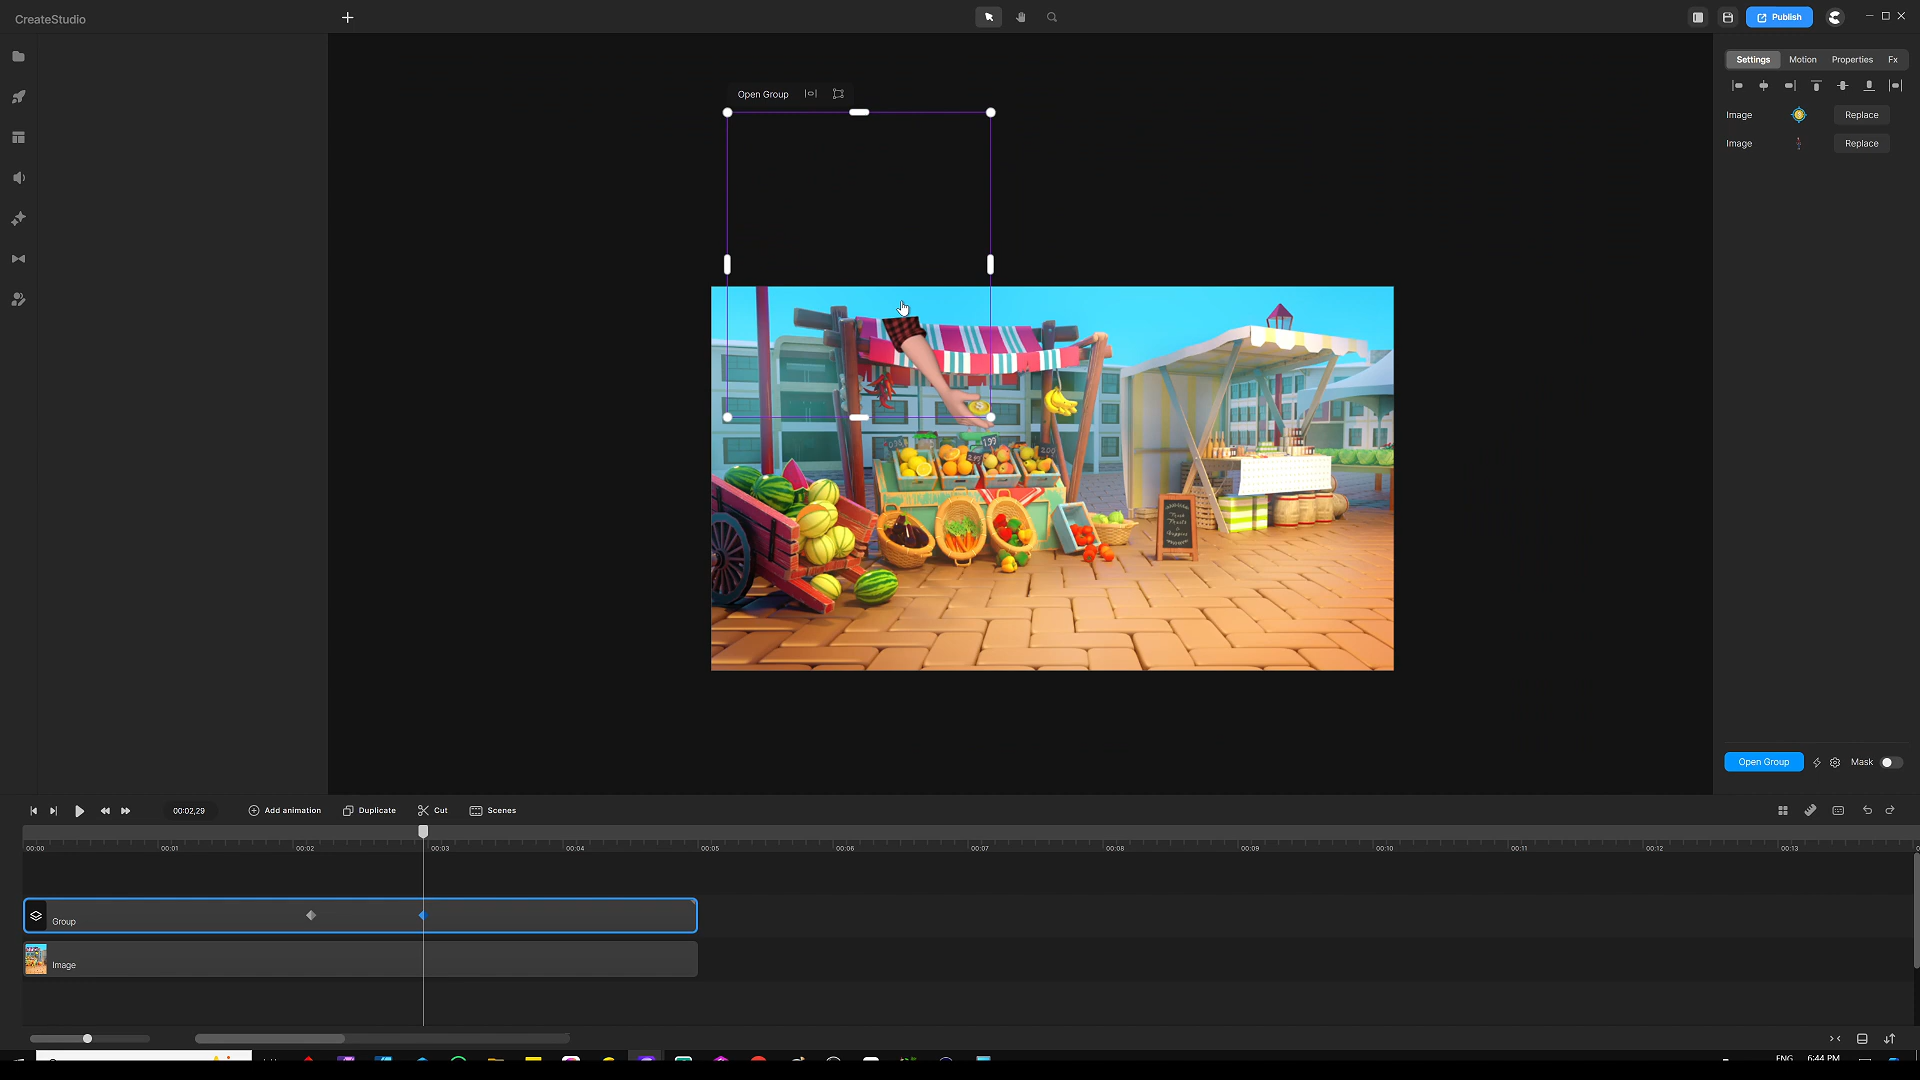 CreateStudio
Publish
Settings Motion Properties Fx
Open Group
Image Replace
Image Replace
1.99
Open Group Mask
00:02,29 Add animation Duplicate Cut Scenes
00:00 00:01 00:02 00:03 00:04 00:05 00:06 00:07 00:08 00:09 00:10 00:11 00:12 00:13
Group
Image
ENG 6:44 PM